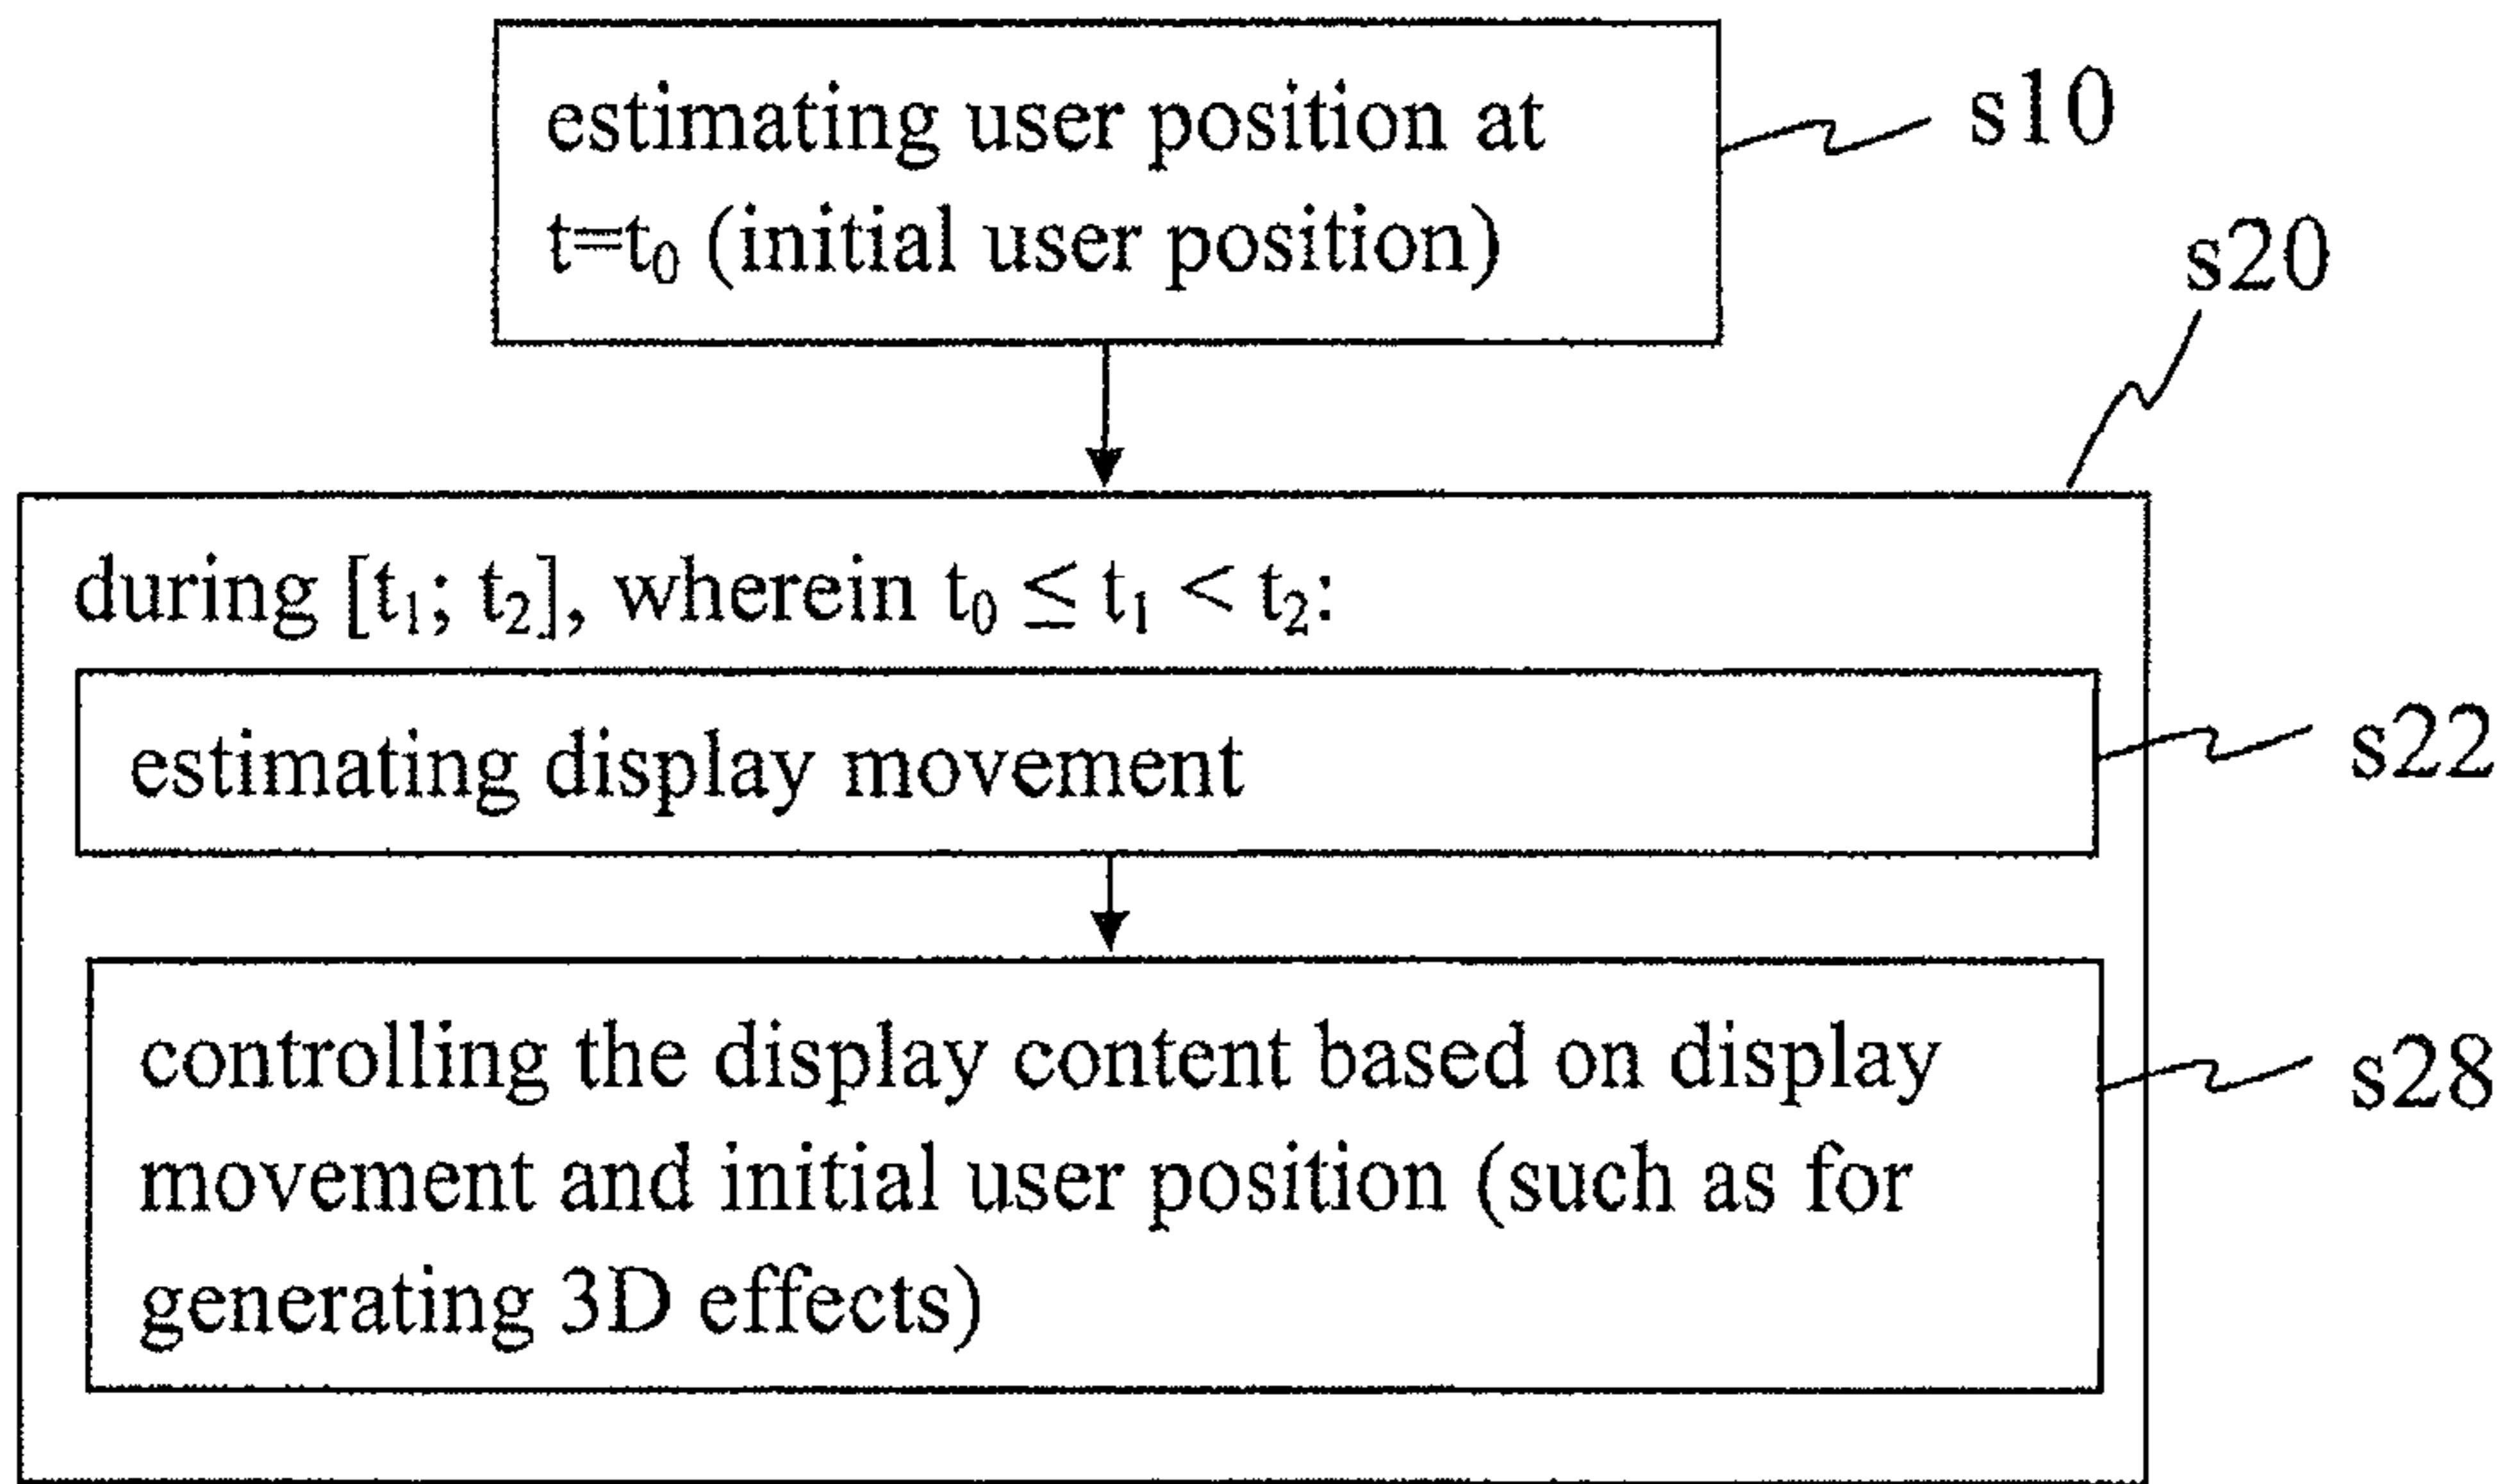 estimating user position at
s10
t=t₀ (initial user position)
s20
during [t₁; t₂], wherein t₀ ≤ t₁ < t₂:
estimating display movement
s22
controlling the display content based on display
s28
movement and initial user position (such as for
generating 3D effects)